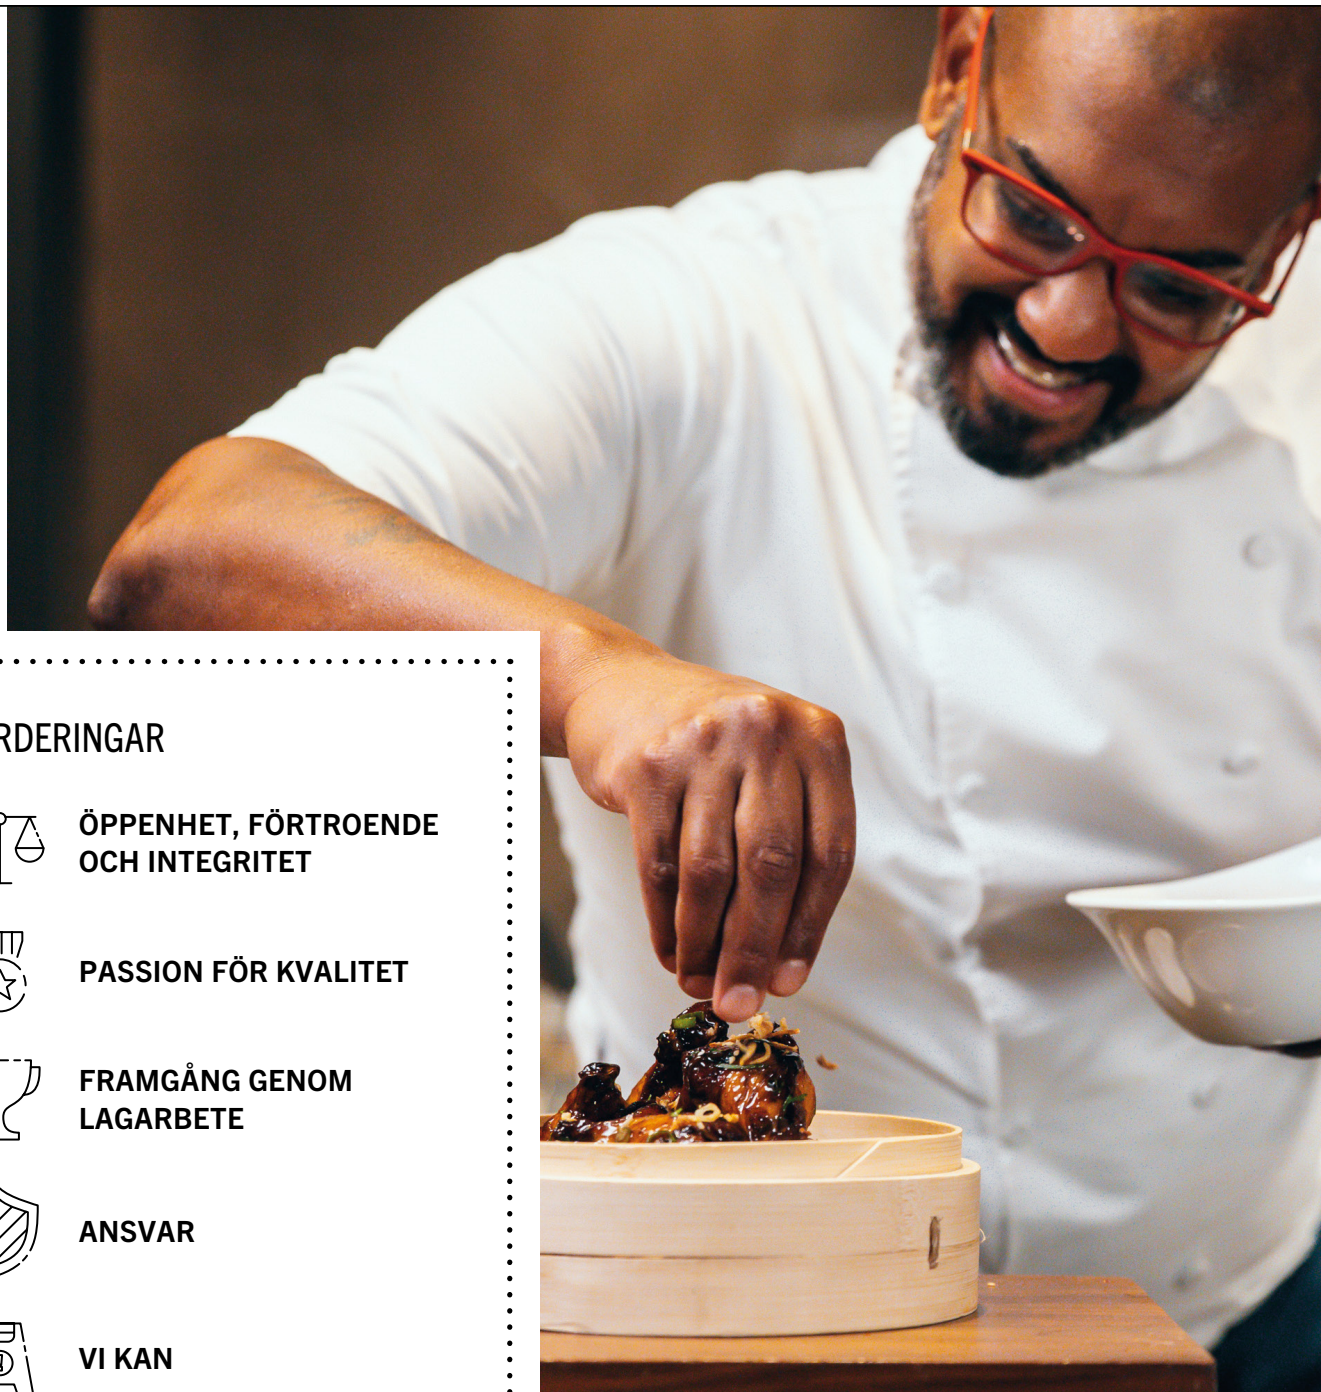 RDERINGAR
ÖPPENHET, FÖRTROENDE
OCH INTEGRITET
PASSION FÖR KVALITET
FRAMGÅNG GENOM
LAGARBETE
ANSVAR
VI KAN